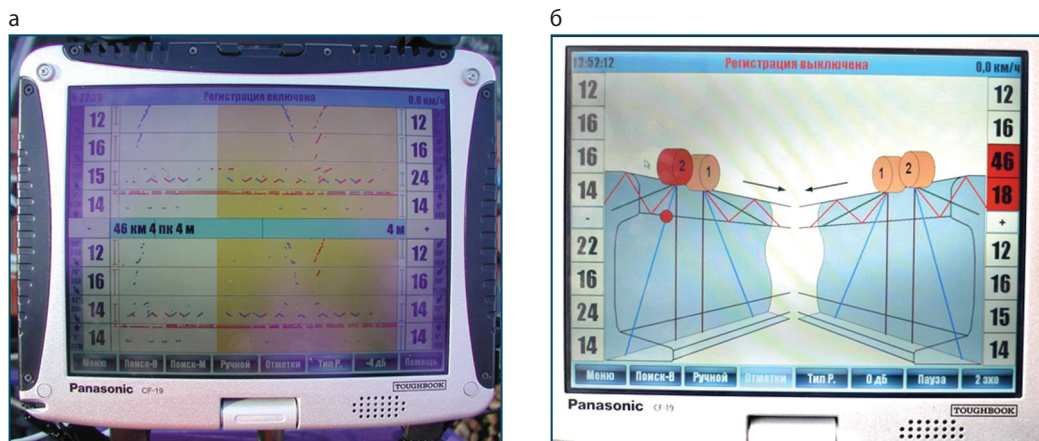 а
б
9:27:29 Регистрация включена 0.0 км/ч
12 12
16 16
15 24
14 14
- 46 км 4 пк 4 м 4 м +
12 12
16 16
14 14
14 14
Меню Поиск-В Поиск-М Ручной Отметки Тип Р. -4 дБ Помощь
Panasonic CF-19 TOUGHBOOK
13:52:12 Регистрация выключена 0,0 км/ч
12 12
16 16
16 2 1 1 2 46
14 18
- +
22 12
16 16
24 15
14 14
Меню Поиск-В Ручной Отметки Тип Р. 0 дБ Пауза 2 эхо
Panasonic CF-19 TOUGHBOOK